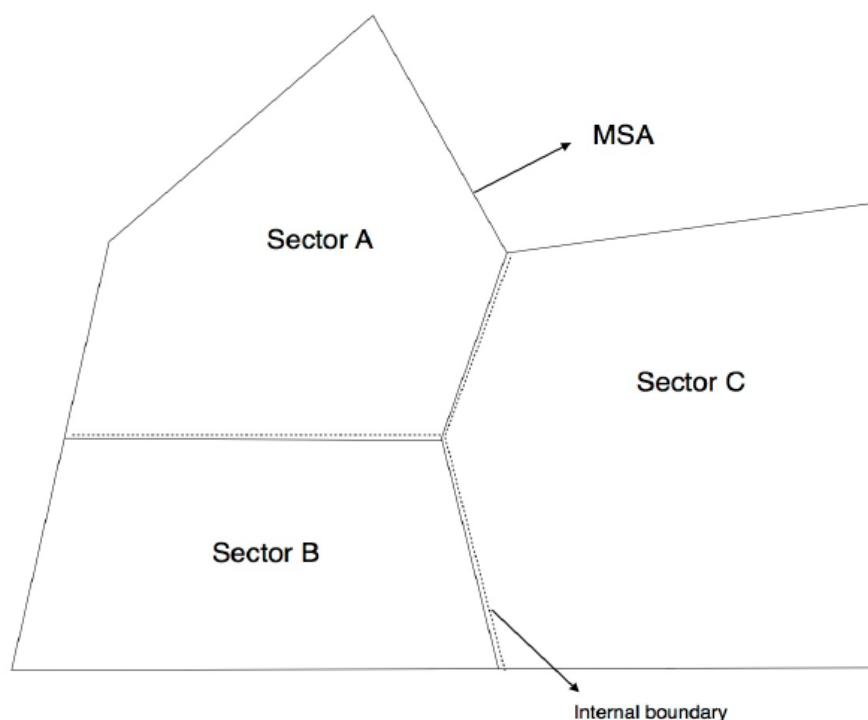 MSA
Sector A
Sector C
Sector B
Internal boundary